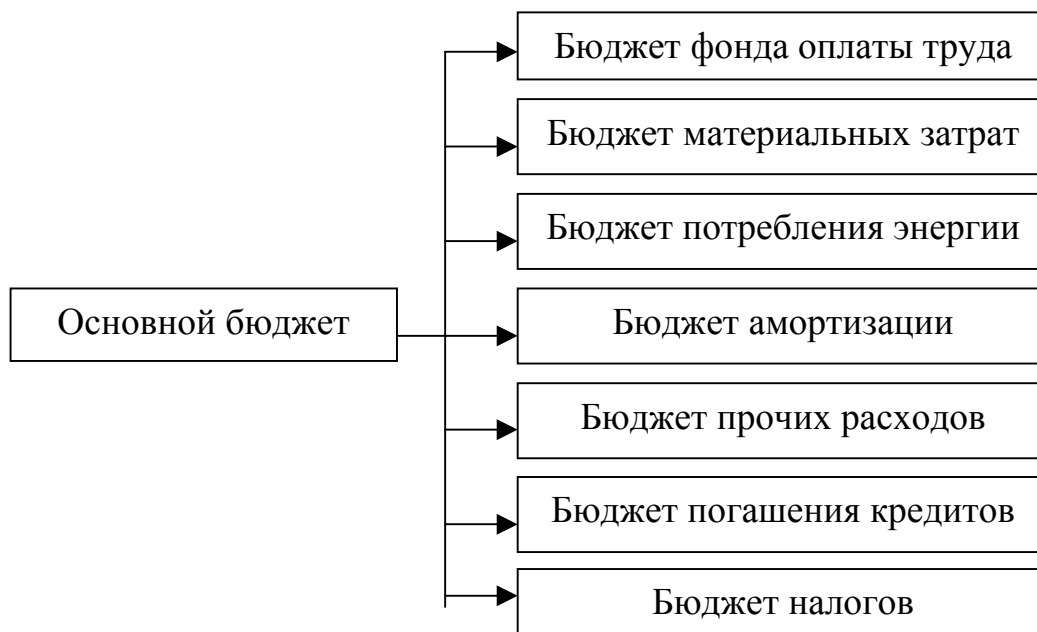 Бюджет фонда оплаты труда
Бюджет материальных затрат
Бюджет потребления энергии
Основной бюджет
Бюджет амортизации
Бюджет прочих расходов
Бюджет погашения кредитов
Бюджет налогов